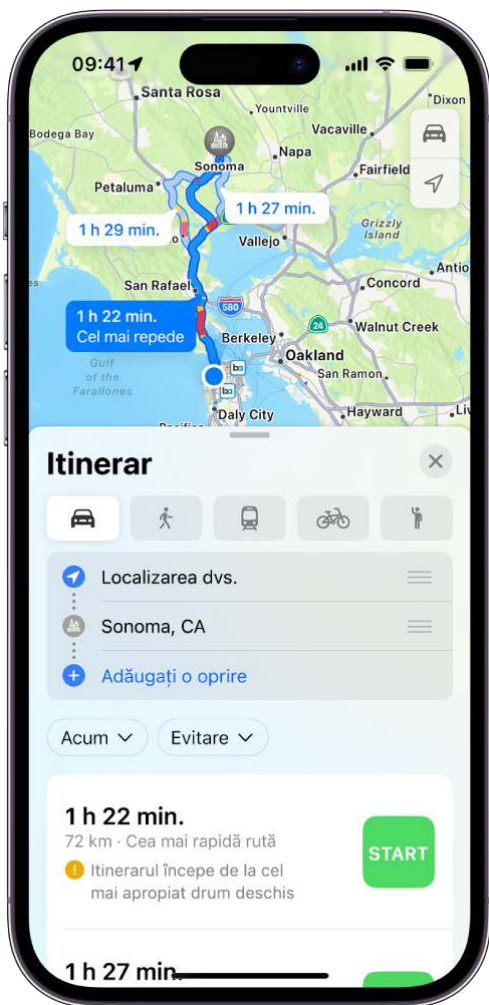 09:41
Santa Rosa
Yountville
Dixon
Bodega Bay
Vacaville
Napa
Sonoma
Fairfield
Petaluma
1 h 27 min.
1 h 29 min.
Grizzly
Island
Vallejo
Antio
San Rafael
Concord
580
1 h 22 min.
Cel mai repede
24
Walnut Creek
Berkeley
Oakland
Gulf
of the
Farallones
San Ramon
Daly City
Hayward
Liv
Itinerar
Localizarea dvs.
Sonoma, CA
Adăugați o oprire
Acum
Evitare
1 h 22 min.
72 km · Cea mai rapidă rută
START
Itinerarul începe de la cel
mai apropiat drum deschis
1 h 27 min.